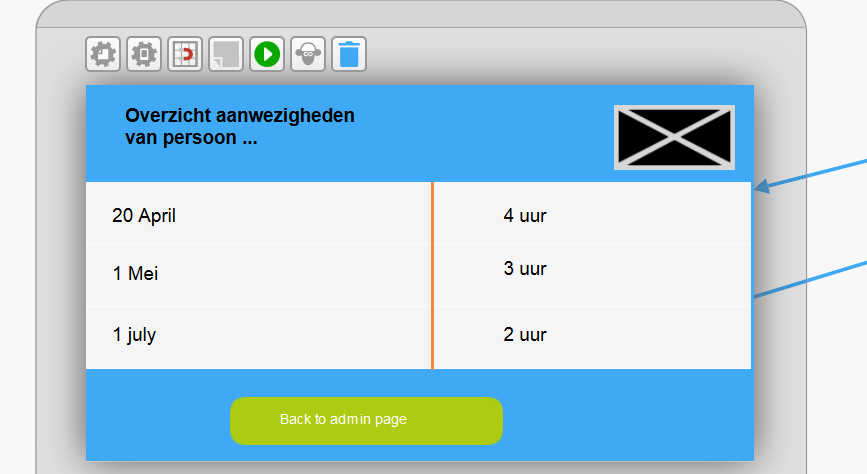 Overzicht aanwezigheden
van persoon ...
20 April 4 uur
1 Mei 3 uur
1 july 2 uur
Back to admin page